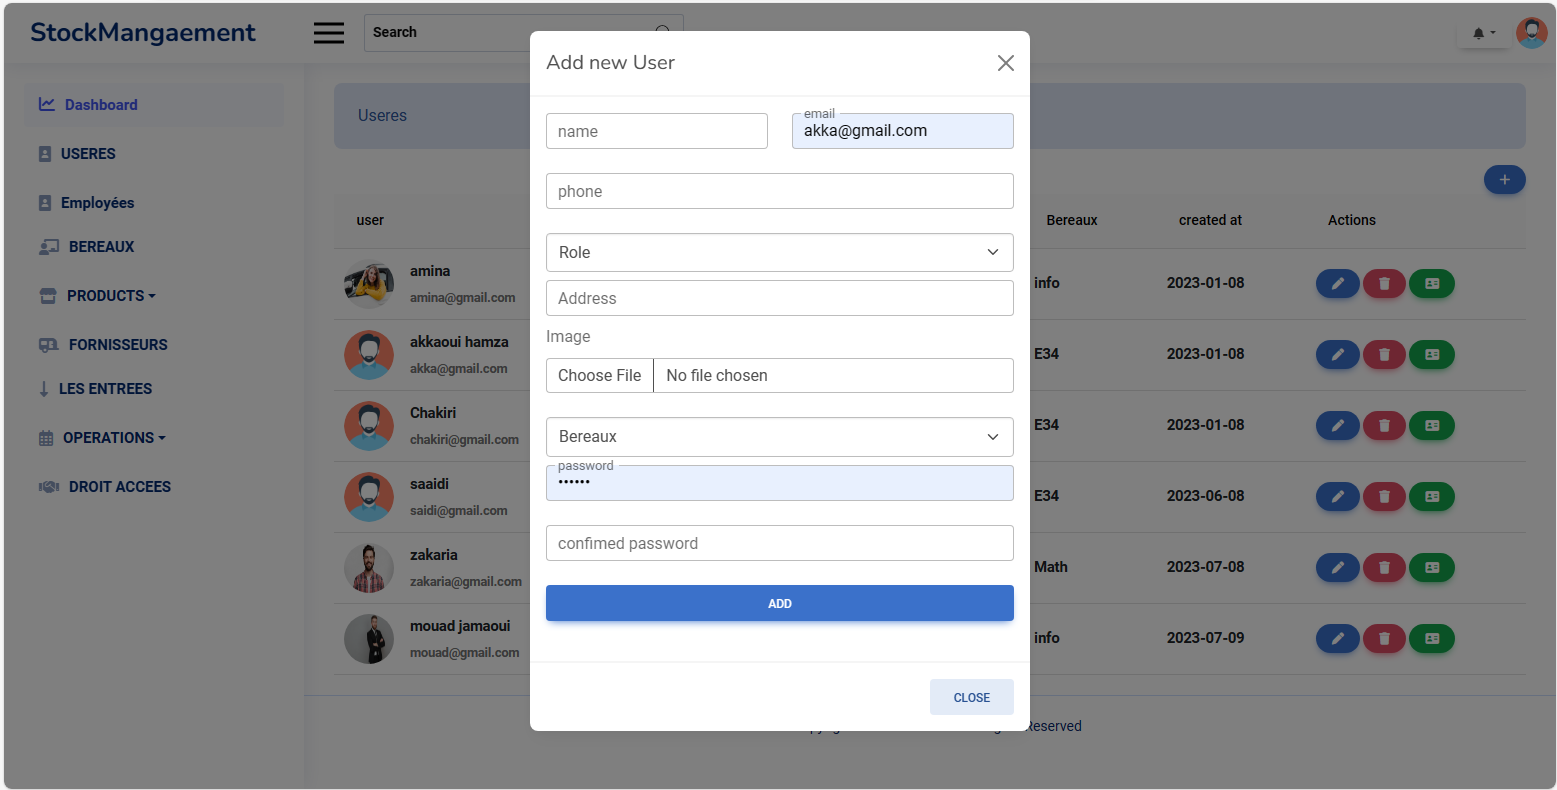 StockMangaement
Search
Dashboard
USERES
Employées
BEREAUX
PRODUCTS
FORNISSEURS
LES ENTREES
OPERATIONS
DROIT ACCEES
Useres
user
Bereaux
created at
Actions
amina
amina@gmail.com
info
2023-01-08
akkaoui hamza
akka@gmail.com
E34
2023-01-08
Chakiri
chakiri@gmail.com
E34
2023-01-08
saaidi
saidi@gmail.com
E34
2023-06-08
zakaria
zakaria@gmail.com
Math
2023-07-08
mouad jamaoui
mouad@gmail.com
info
2023-07-09
Reserved
Add new User
name
email
akka@gmail.com
phone
Role
Address
Image
Choose File
No file chosen
Bereaux
password
••••••
confimed password
ADD
CLOSE